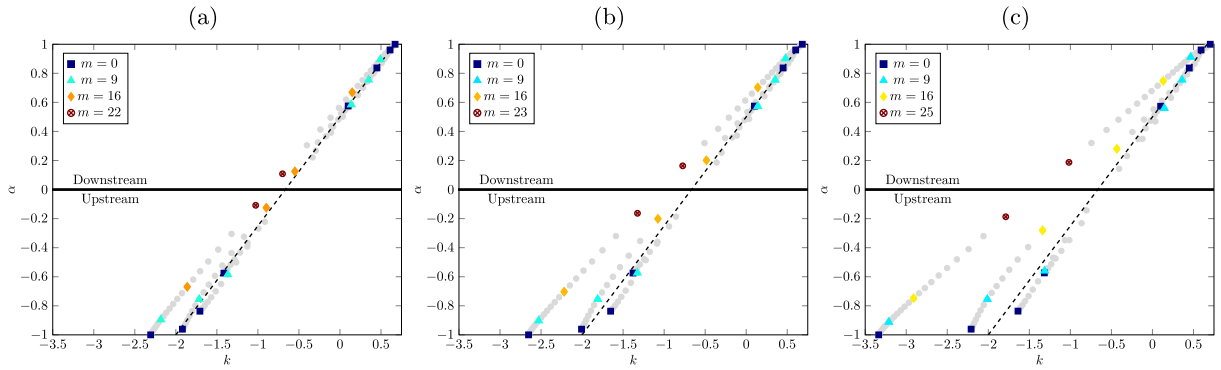 (a)
1
0.8
0.6
0.4
0.2
0
−0.2
−0.4
−0.6
−0.8
−1
α
m = 0
m = 9
m = 16
m = 22
Downstream
Upstream
−3.5 −3 −2.5 −2 −1.5 −1 −0.5 0 0.5
k
(b)
1
0.8
0.6
0.4
0.2
0
−0.2
−0.4
−0.6
−0.8
−1
α
m = 0
m = 9
m = 16
m = 23
Downstream
Upstream
−3.5 −3 −2.5 −2 −1.5 −1 −0.5 0 0.5
k
(c)
1
0.8
0.6
0.4
0.2
0
−0.2
−0.4
−0.6
−0.8
−1
α
m = 0
m = 9
m = 16
m = 25
Downstream
Upstream
−3.5 −3 −2.5 −2 −1.5 −1 −0.5 0 0.5
k